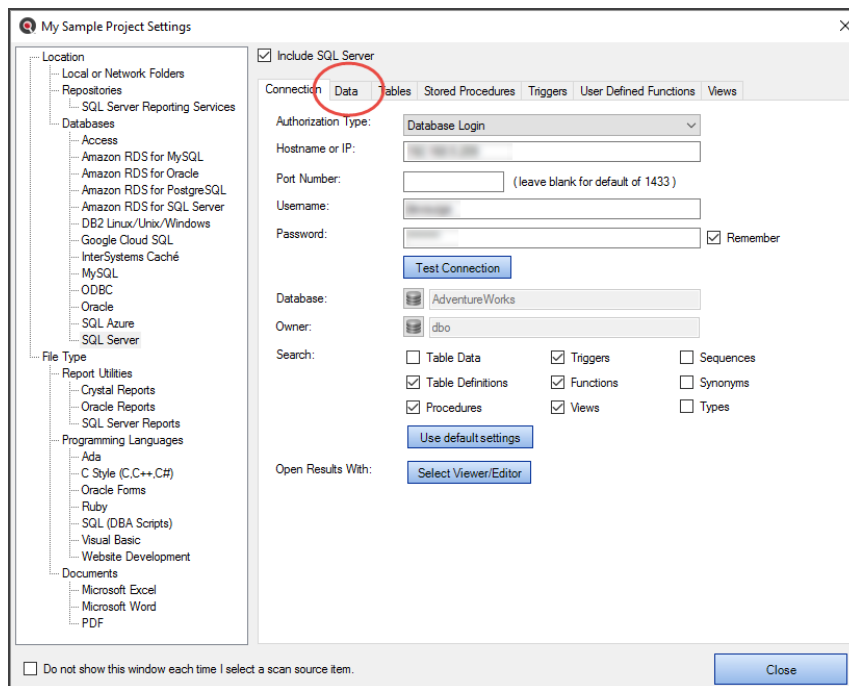 My Sample Project Settings
Location
Local or Network Folders
Repositories
SQL Server Reporting Services
Databases
Access
Amazon RDS for MySQL
Amazon RDS for Oracle
Amazon RDS for PostgreSQL
Amazon RDS for SQL Server
DB2 Linux/Unix/Windows
Google Cloud SQL
InterSystems Caché
MySQL
ODBC
Oracle
SQL Azure
SQL Server
File Type
Report Utilities
Crystal Reports
Oracle Reports
SQL Server Reports
Programming Languages
Ada
C Style (C,C++,C#)
Oracle Forms
Ruby
SQL (DBA Scripts)
Visual Basic
Website Development
Documents
Microsoft Excel
Microsoft Word
PDF
Include SQL Server
Connection Data Tables Stored Procedures Triggers User Defined Functions Views
Authorization Type: Database Login
Hostname or IP:
Port Number: (leave blank for default of 1433 )
Username:
Password: Remember
Test Connection
Database: AdventureWorks
Owner: dbo
Search: Table Data Triggers Sequences
Table Definitions Functions Synonyms
Procedures Views Types
Use default settings
Open Results With: Select Viewer/Editor
Do not show this window each time I select a scan source item.
Close